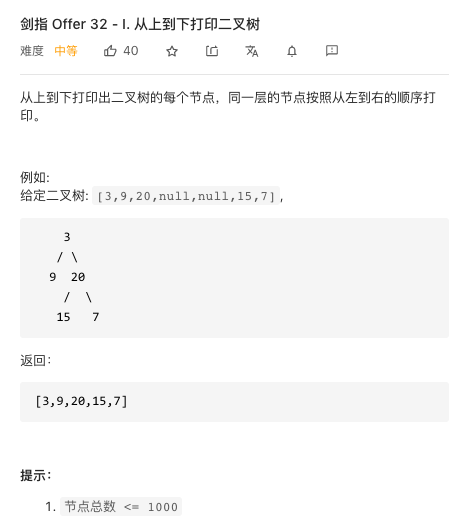 剑指 Offer 32 - I. 从上到下打印二叉树
难度 中等 40
从上到下打印出二叉树的每个节点，同一层的节点按照从左到右的顺序打
印。
例如:
给定二叉树: [3,9,20,null,null,15,7],
3
/ \
9 20
/ \
15 7
返回：
[3,9,20,15,7]
提示：
1. 节点总数 <= 1000